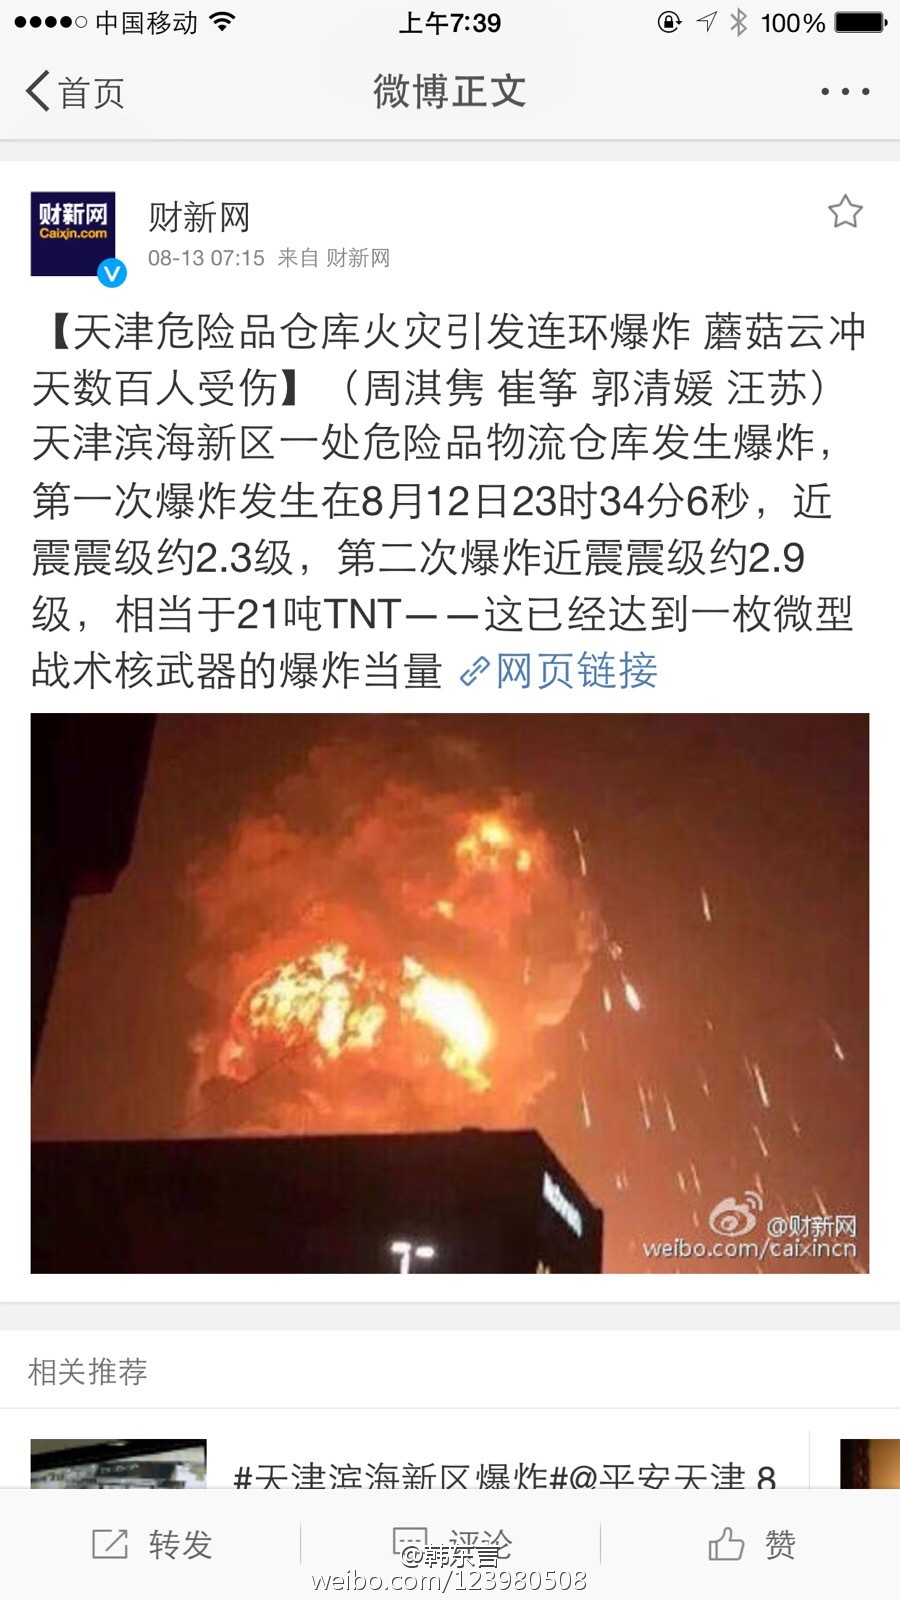 中国移动
上午7:39
100%
首页
微博正文
财新网
Caixin.com
V
财新网
08-13 07:15 来自 财新网
【天津危险品仓库火灾引发连环爆炸 蘑菇云冲
天数百人受伤】（周淇隽 崔筝 郭清媛 汪苏）
天津滨海新区一处危险品物流仓库发生爆炸，
第一次爆炸发生在8月12日23时34分6秒，近
震震级约2.3级，第二次爆炸近震震级约2.9
级，相当于21吨TNT——这已经达到一枚微型
战术核武器的爆炸当量 网页链接
@财新网
weibo.com/caixincn
相关推荐
#天津滨海新区爆炸#@平安天津 8
转发
评论
赞
@韩东言
weibo.com/123980508